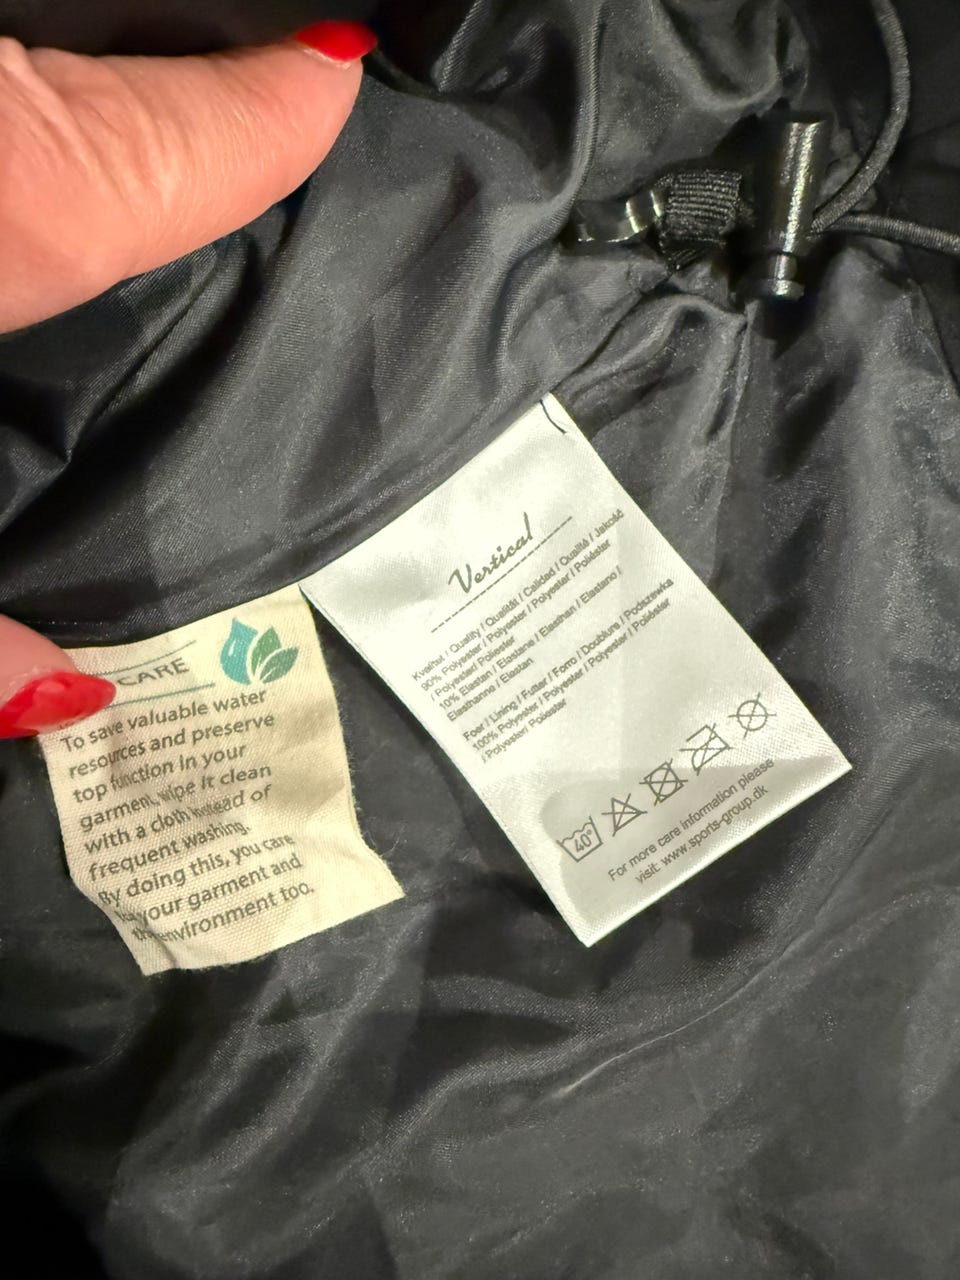 CARE
To save valuable water
resources and preserve
top function in your
garment, wipe it clean
with a cloth instead of
frequent washing.
By doing this, you care
your garment and
environment too.
Vertical
Kvalitet / Quality / Qualität / Calidad / Qualité / Jakość
90% Polyester / Polyester / Polyester / Poliéster
/ Polyester/ Poliester
10% Elastan / Elastane / Elasthan / Elastano /
Elasthanne / Elastan
Foer / Lining / Futter / Forro / Doublure / Podszewka
100% Polyester / Polyester / Polyester / Poliéster
/ Polyester/ Poliester
40°
For more care information please
visit: www.sports-group.dk